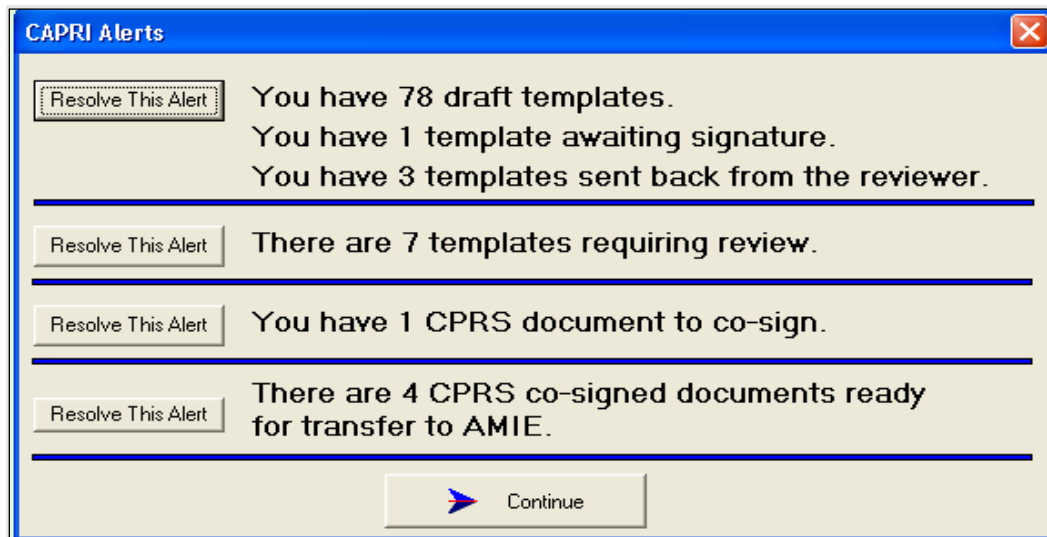 CAPRI Alerts
Resolve This Alert
You have 78 draft templates.
You have 1 template awaiting signature.
You have 3 templates sent back from the reviewer.
Resolve This Alert
There are 7 templates requiring review.
Resolve This Alert
You have 1 CPRS document to co-sign.
Resolve This Alert
There are 4 CPRS co-signed documents ready
for transfer to AMIE.
Continue